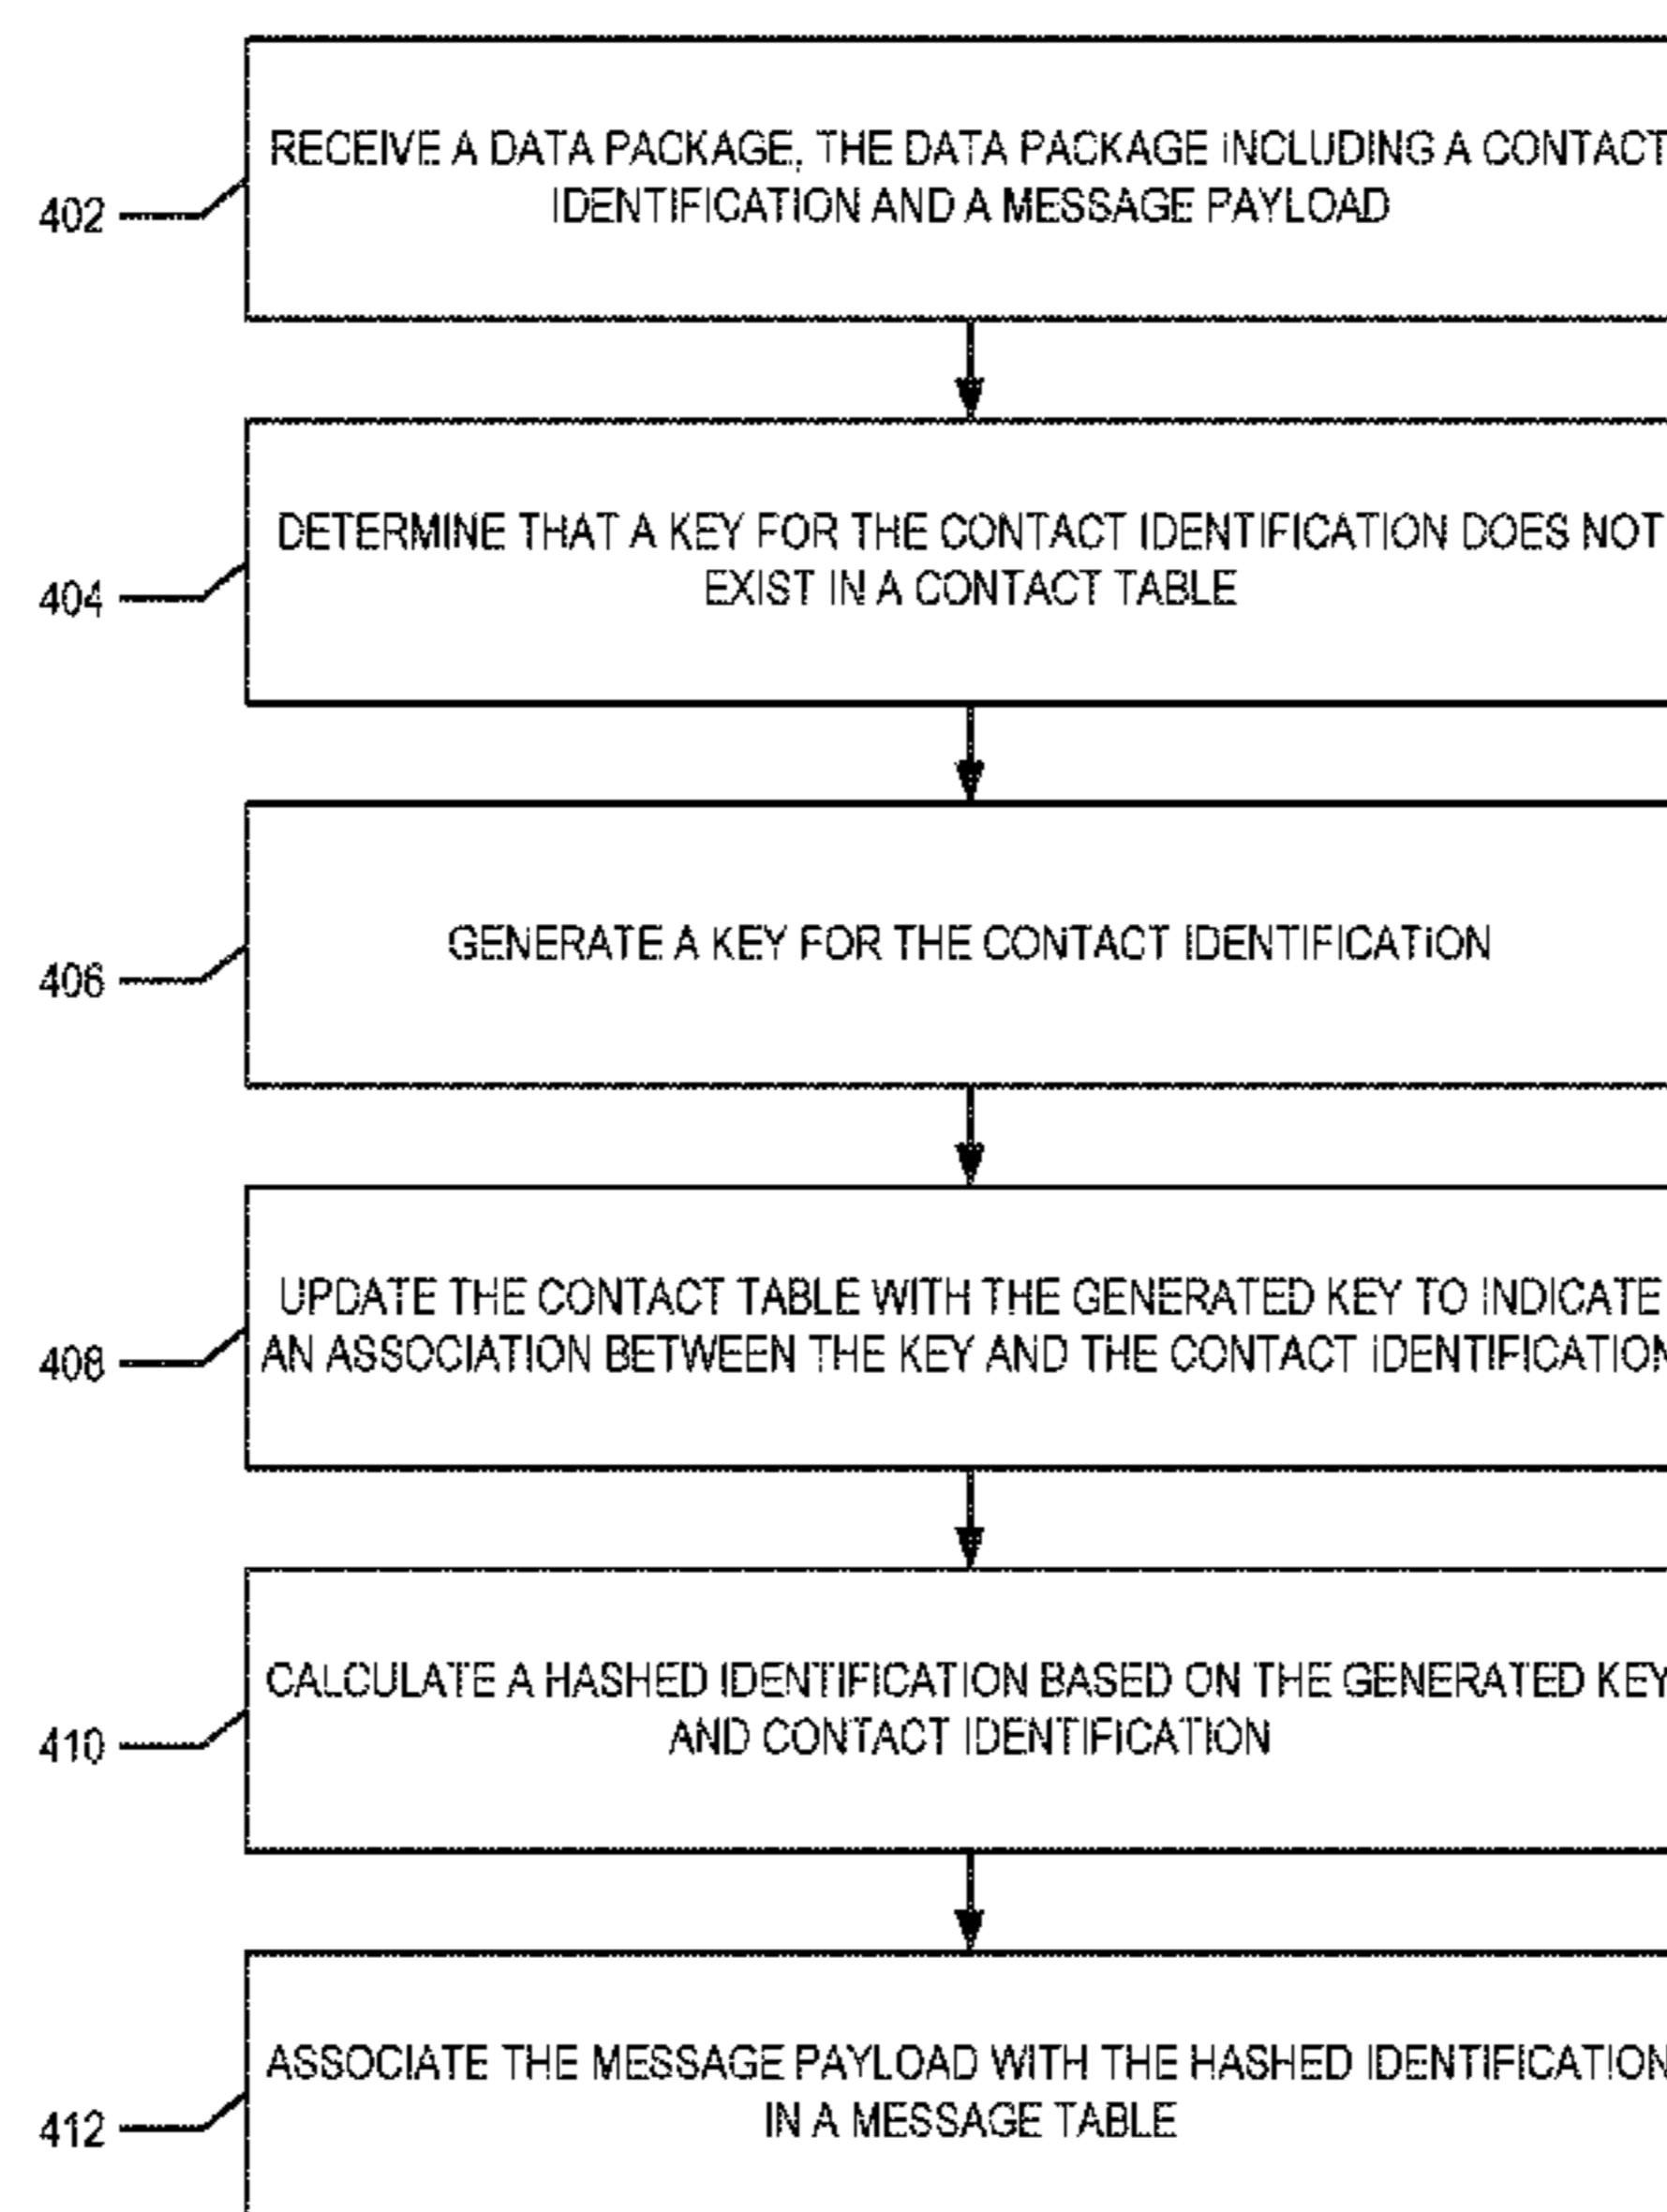 RECEIVE A DATA PACKAGE, THE DATA PACKAGE INCLUDING A CONTACT
IDENTIFICATION AND A MESSAGE PAYLOAD
402
DETERMINE THAT A KEY FOR THE CONTACT IDENTIFICATION DOES NOT
EXIST IN A CONTACT TABLE
404
GENERATE A KEY FOR THE CONTACT IDENTIFICATION
406
UPDATE THE CONTACT TABLE WITH THE GENERATED KEY TO INDICATE
AN ASSOCIATION BETWEEN THE KEY AND THE CONTACT IDENTIFICATION
408
CALCULATE A HASHED IDENTIFICATION BASED ON THE GENERATED KEY
AND CONTACT IDENTIFICATION
410
ASSOCIATE THE MESSAGE PAYLOAD WITH THE HASHED IDENTIFICATION
IN A MESSAGE TABLE
412